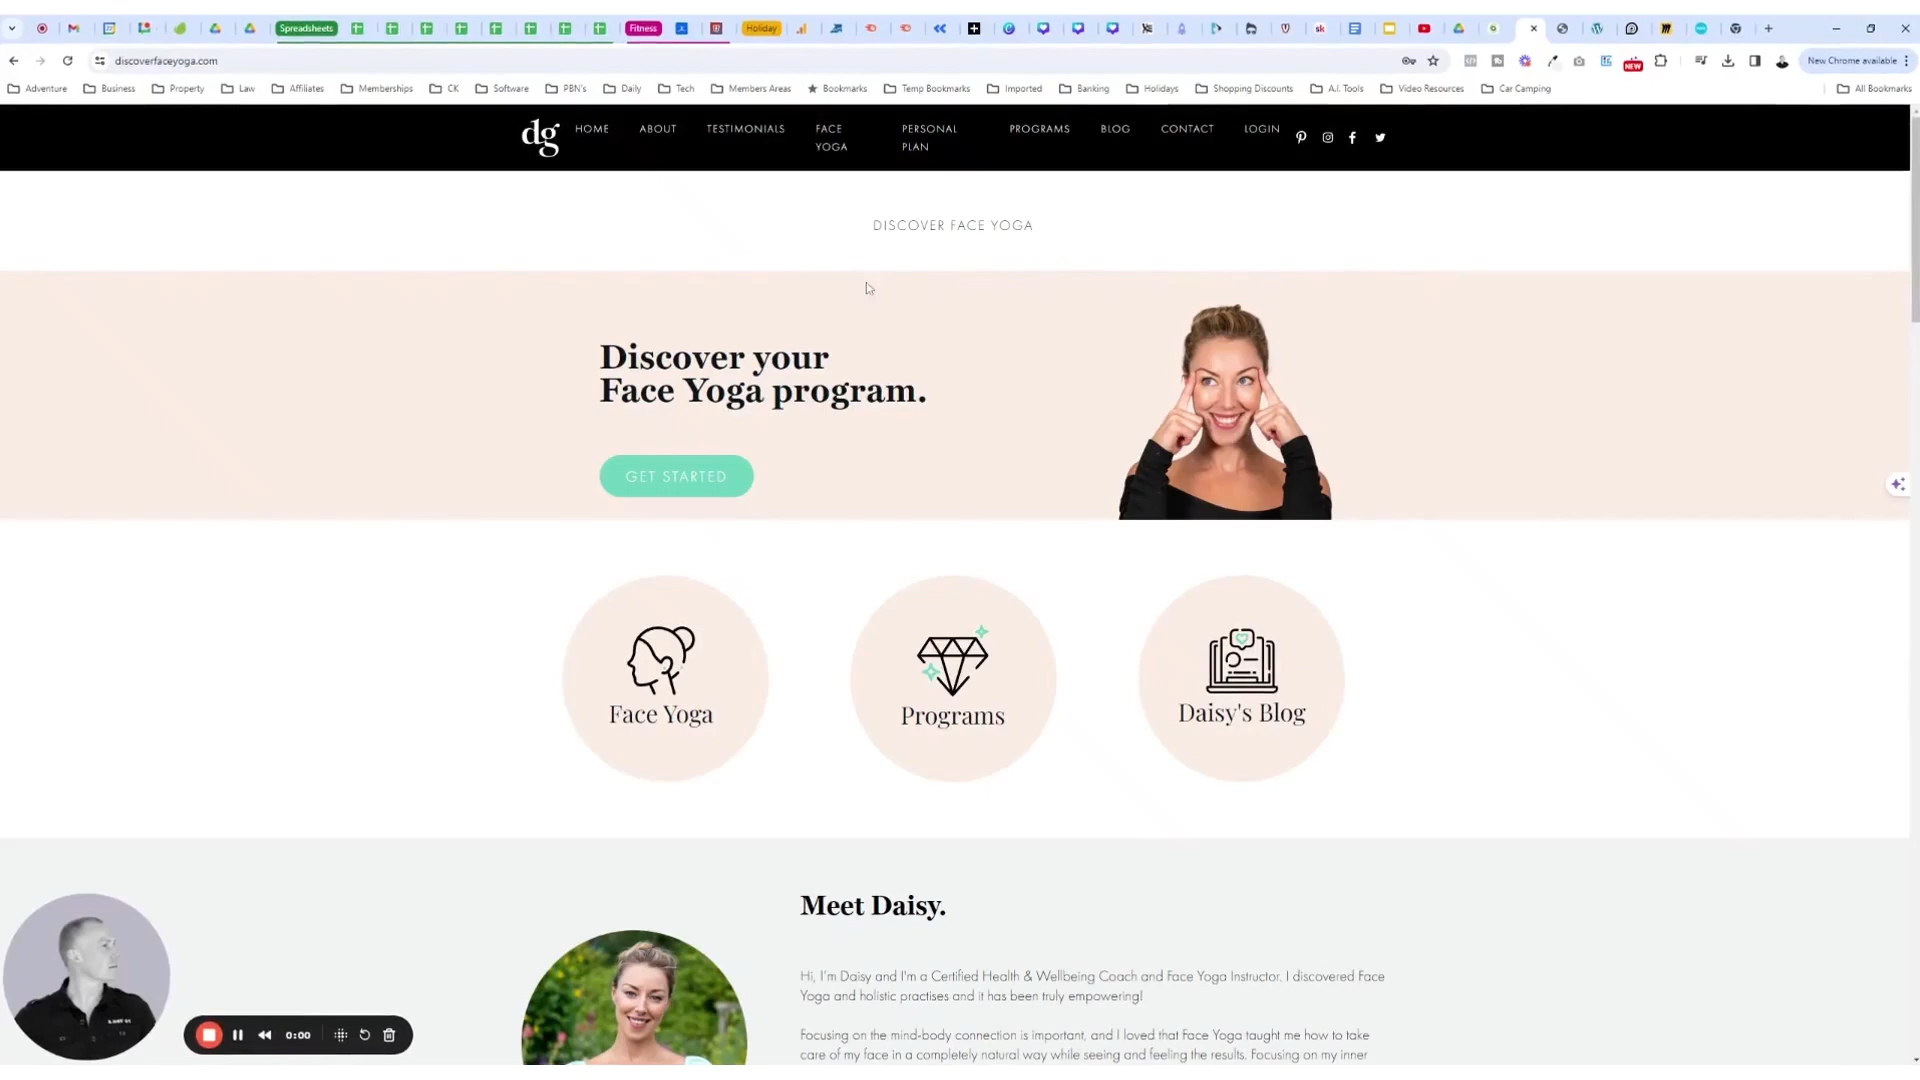 Spreadsheets Fitness Holiday
discoverfaceyoga.com NEW New Chrome available
Adventure Business Property Law Affiliates Memberships CK Software PBN's Daily Tech Members Areas Bookmarks Temp Bookmarks Imported Banking Holidays Shopping Discounts A.I. Tools Video Resources Car Camping All Bookmarks
dg HOME ABOUT TESTIMONIALS FACE YOGA PERSONAL PLAN PROGRAMS BLOG CONTACT LOGIN
DISCOVER FACE YOGA
Discover your
Face Yoga program.
GET STARTED
Face Yoga
Programs
Daisy's Blog
Meet Daisy.
Hi, I'm Daisy and I'm a Certified Health & Wellbeing Coach and Face Yoga Instructor. I discovered Face
Yoga and holistic practises and it has been truly empowering!
Focusing on the mind-body connection is important, and I loved that Face Yoga taught me how to take
care of my face in a completely natural way while seeing and feeling the results. Focusing on my inner
0:00